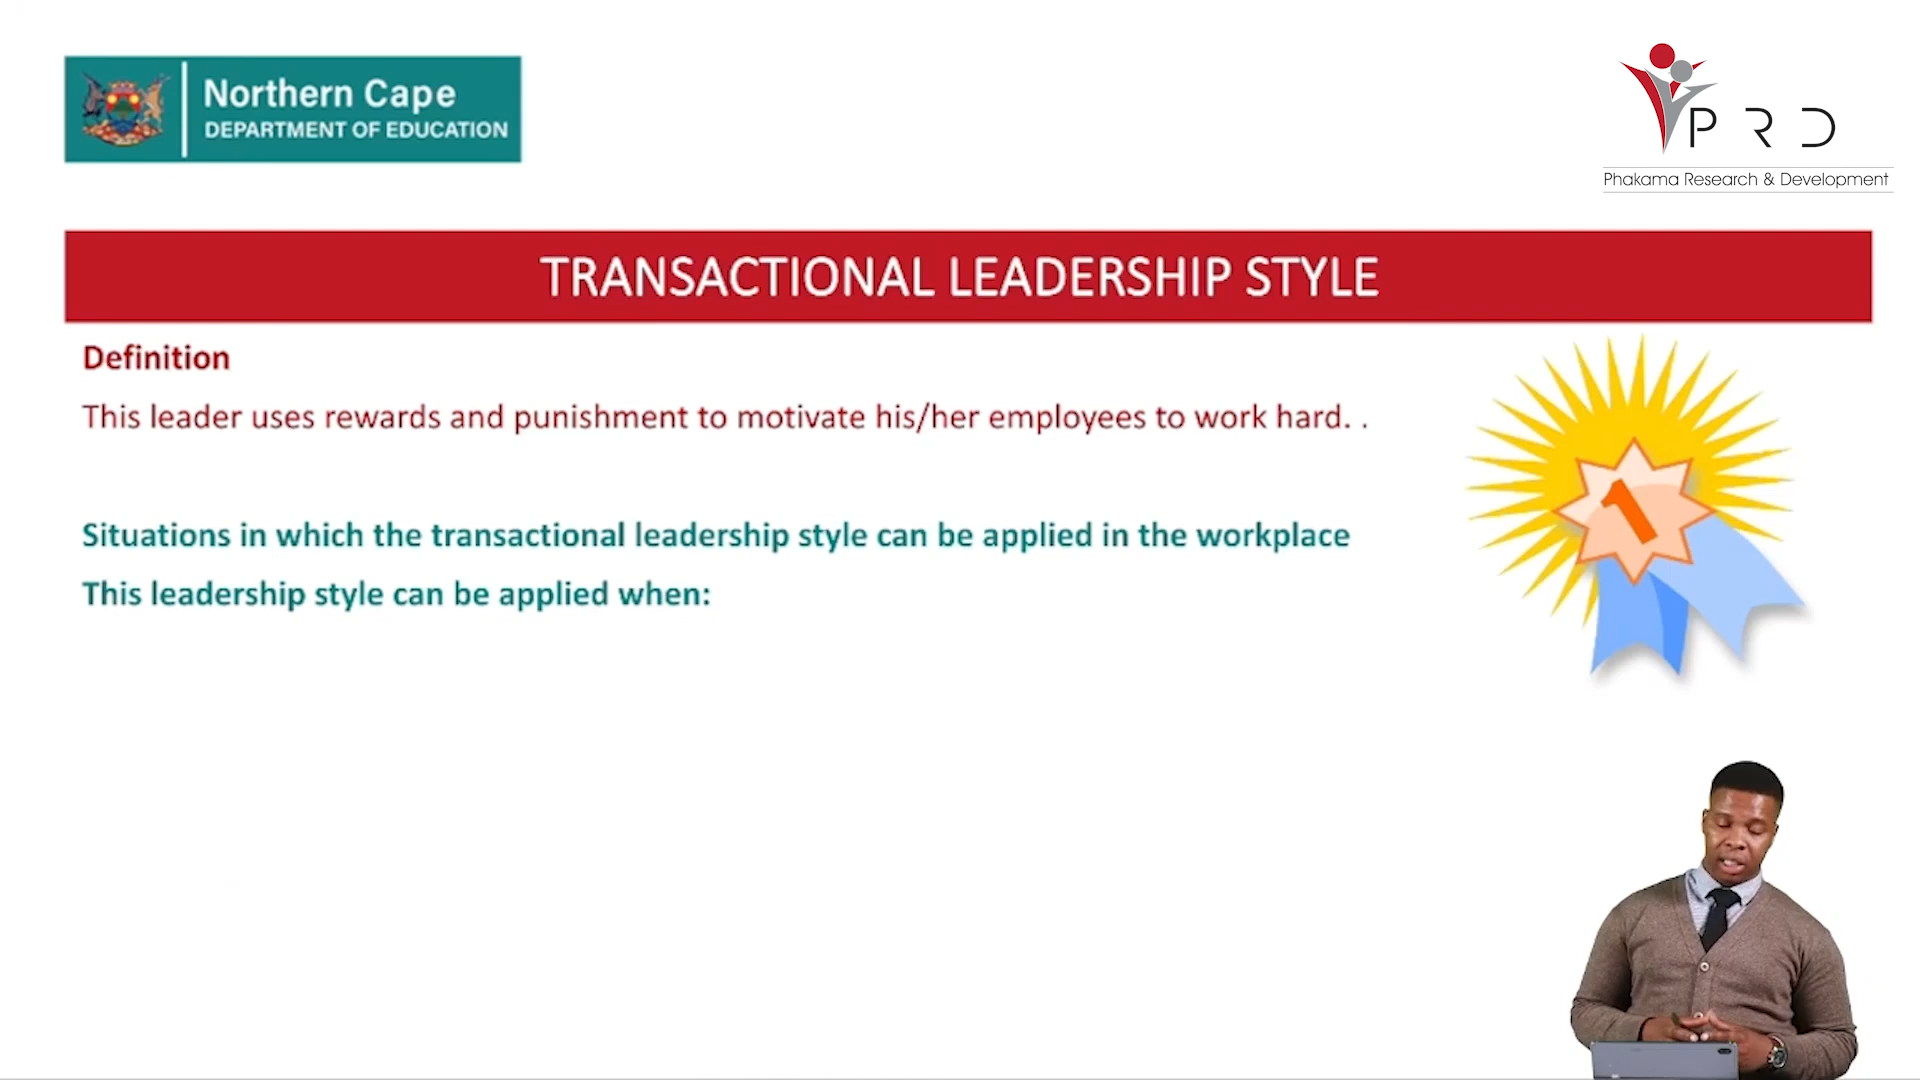 Northern Cape
DEPARTMENT OF EDUCATION
P R D
Phakama Research & Development
TRANSACTIONAL LEADERSHIP STYLE
Definition
This leader uses rewards and punishment to motivate his/her employees to work hard. .
Situations in which the transactional leadership style can be applied in the workplace
This leadership style can be applied when:
1